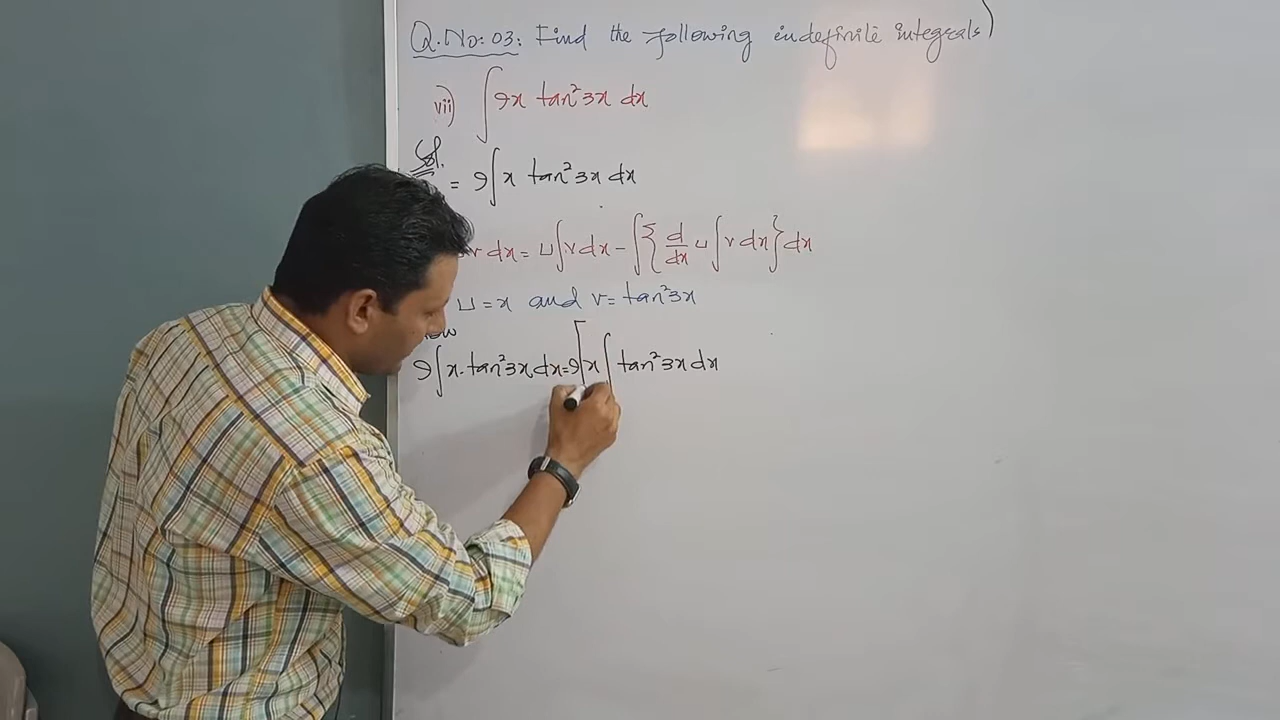 Q.No:03: Find the following indefinite integrals)
vii) ∫ 9x tan²3x dx
Sol.
= 9∫ x tan²3x dx
v dx = u∫v dx - ∫{ d/dx u ∫v dx } dx
u = x and v = tan²3x
9∫ x. tan²3x dx = 9[x ∫ tan²3x dx